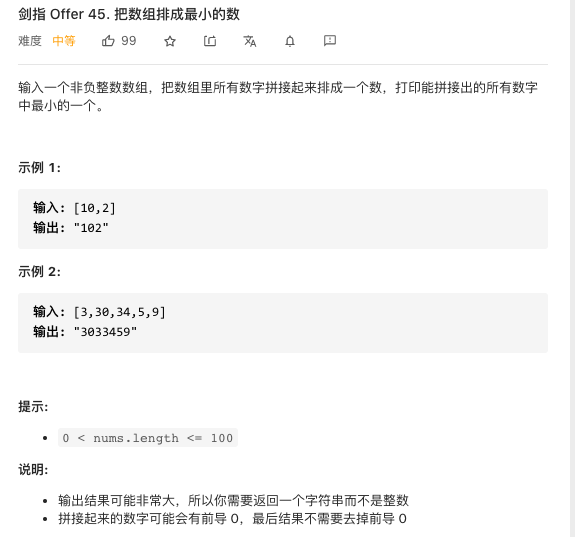 剑指 Offer 45. 把数组排成最小的数
难度 中等 99
输入一个非负整数数组，把数组里所有数字拼接起来排成一个数，打印能拼接出的所有数字
中最小的一个。
示例 1:
输入: [10,2]
输出: "102"
示例 2:
输入: [3,30,34,5,9]
输出: "3033459"
提示:
0 < nums.length <= 100
说明:
输出结果可能非常大，所以你需要返回一个字符串而不是整数
拼接起来的数字可能会有前导 0，最后结果不需要去掉前导 0